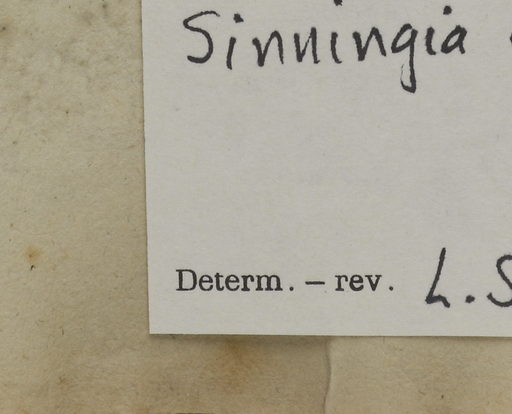 Sinningia
Determ. – rev. L. S